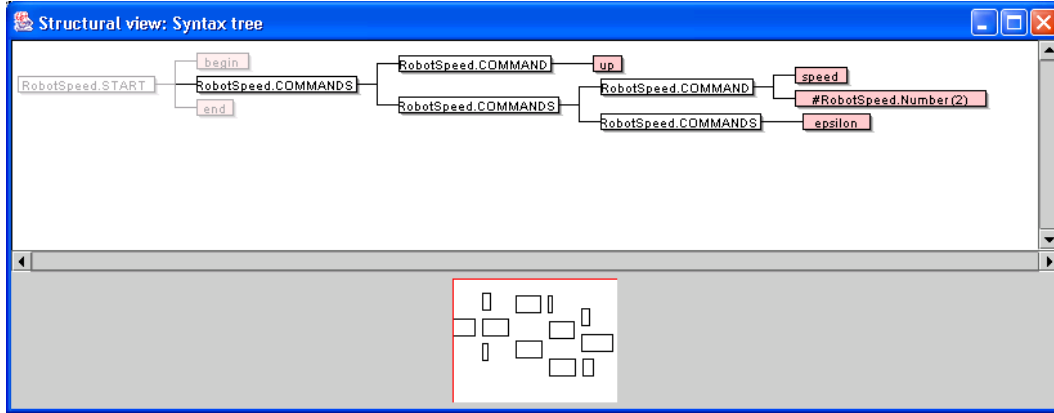 Structural view: Syntax tree
begin
RobotSpeed.START
RobotSpeed.COMMANDS
end
RobotSpeed.COMMAND
up
RobotSpeed.COMMANDS
RobotSpeed.COMMAND
speed
#RobotSpeed.Number(2)
RobotSpeed.COMMANDS
epsilon